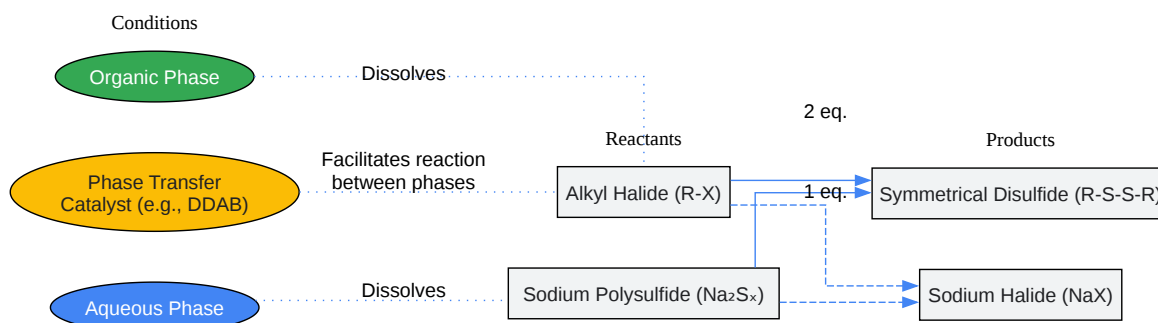 Conditions
Organic Phase
Dissolves
2 eq.
Reactants
Products
Facilitates reaction
between phases
Phase Transfer
Catalyst (e.g., DDAB)
Alkyl Halide (R-X)
1 eq.
Symmetrical Disulfide (R-S-S-R)
Aqueous Phase
Dissolves
Sodium Polysulfide (Na₂Sₓ)
Sodium Halide (NaX)